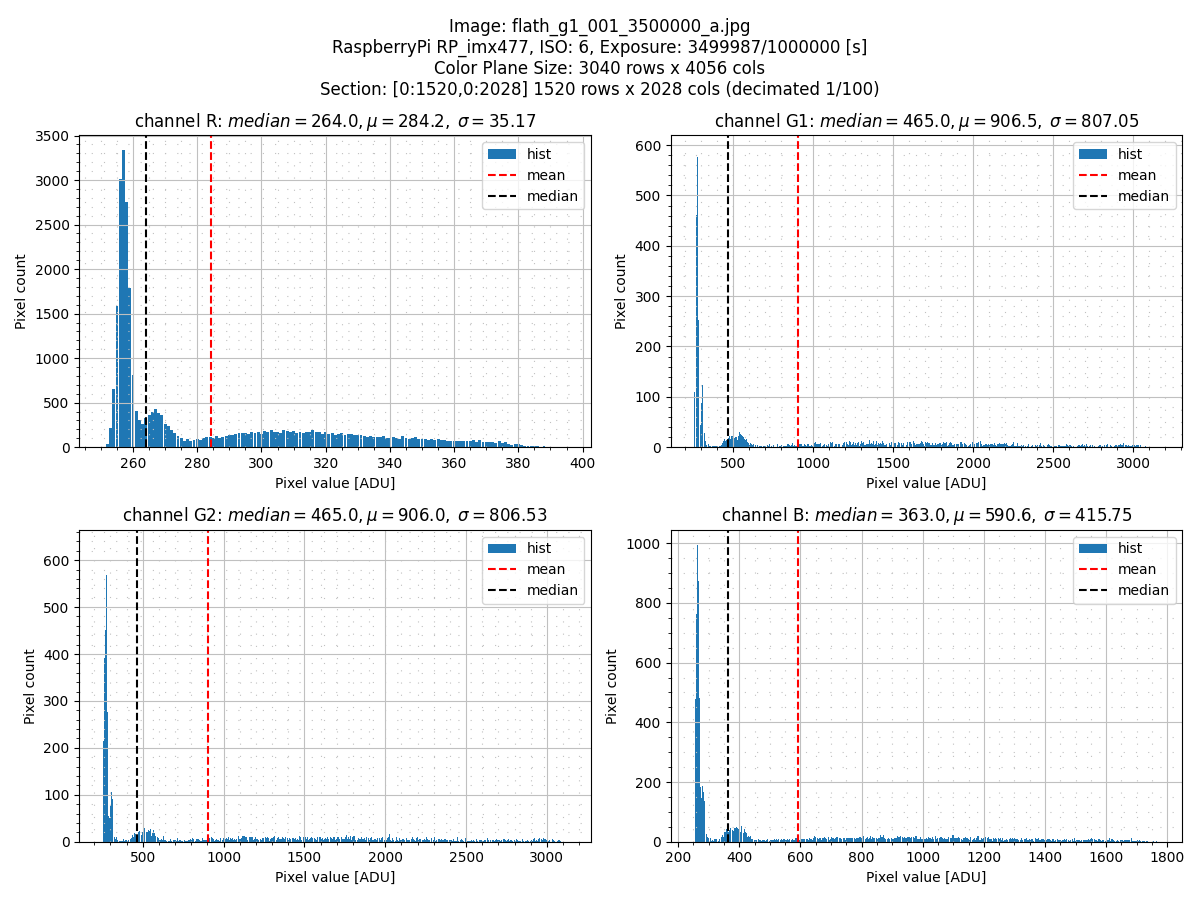 Image: flath_g1_001_3500000_a.jpg
RaspberryPi RP_imx477, ISO: 6, Exposure: 3499987/1000000 [s]
Color Plane Size: 3040 rows x 4056 cols
Section: [0:1520,0:2028] 1520 rows x 2028 cols (decimated 1/100)
channel R: median = 264.0, μ = 284.2, σ = 35.17
3500
3000
2500
2000
1500
1000
500
0
Pixel count
hist
mean
median
260 280 300 320 340 360 380 400
Pixel value [ADU]
channel G1: median = 465.0, μ = 906.5, σ = 807.05
600
500
400
300
200
100
0
Pixel count
hist
mean
median
500 1000 1500 2000 2500 3000
Pixel value [ADU]
channel G2: median = 465.0, μ = 906.0, σ = 806.53
600
500
400
300
200
100
0
Pixel count
hist
mean
median
500 1000 1500 2000 2500 3000
Pixel value [ADU]
channel B: median = 363.0, μ = 590.6, σ = 415.75
1000
800
600
400
200
0
Pixel count
hist
mean
median
200 400 600 800 1000 1200 1400 1600 1800
Pixel value [ADU]